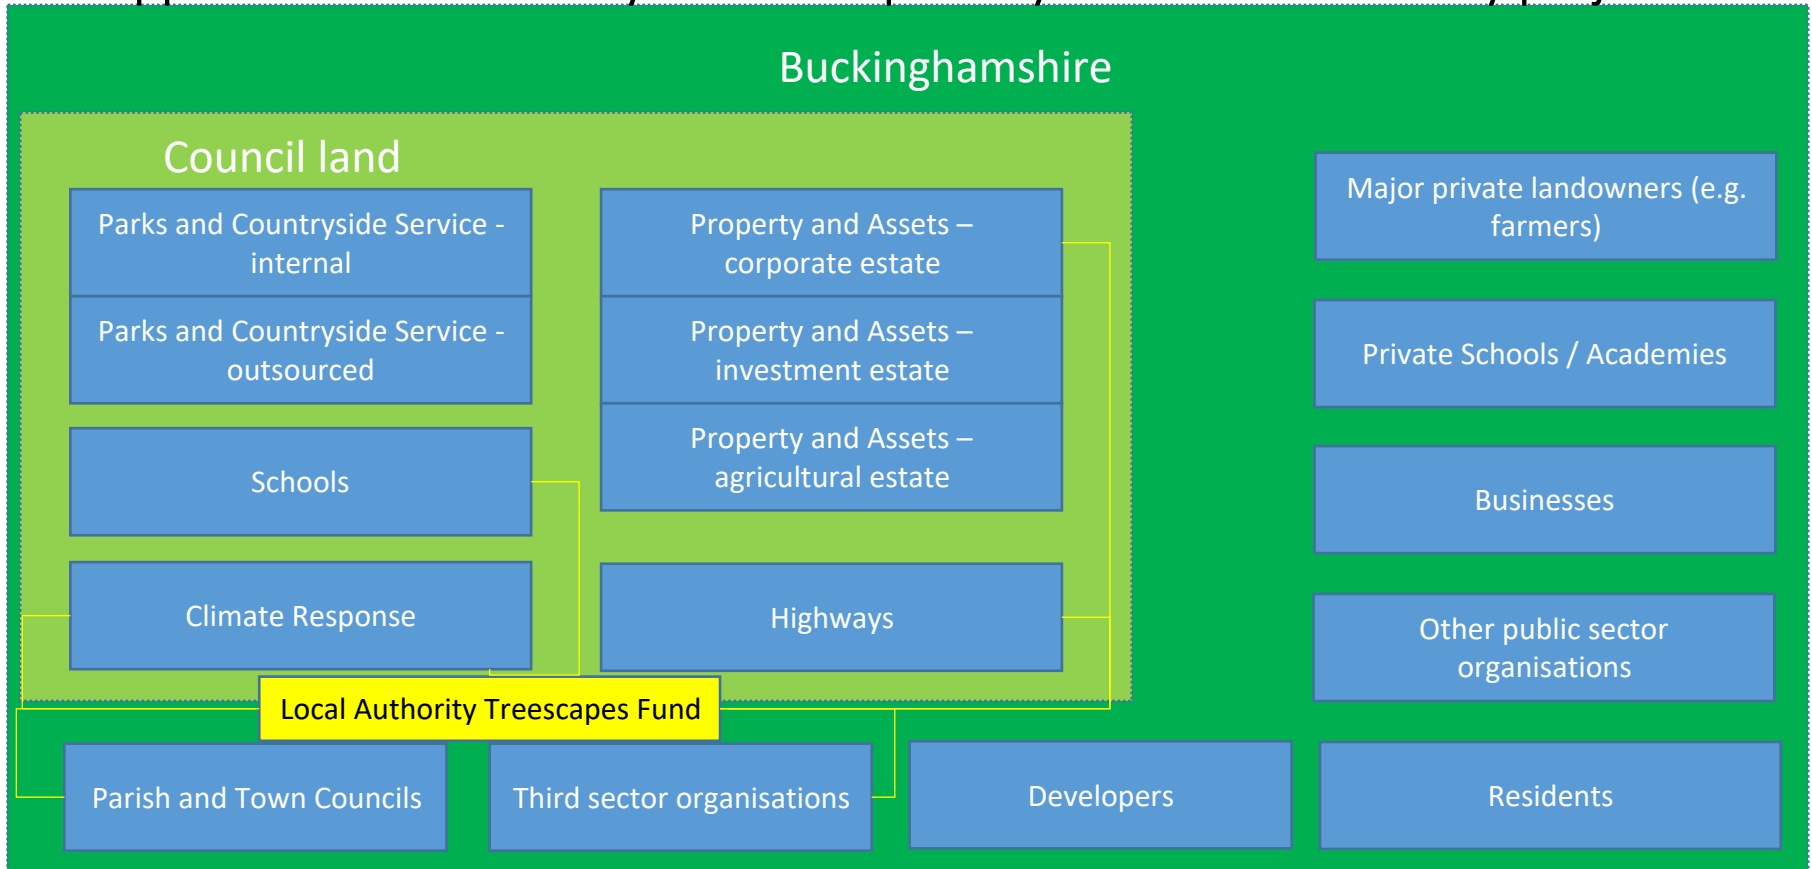 Buckinghamshire
Council land
Parks and Countryside Service -
internal
Parks and Countryside Service -
outsourced
Schools
Climate Response
Property and Assets –
corporate estate
Property and Assets –
investment estate
Property and Assets –
agricultural estate
Highways
Major private landowners (e.g.
farmers)
Private Schools / Academies
Businesses
Other public sector
organisations
Local Authority Treescapes Fund
Parish and Town Councils
Third sector organisations
Developers
Residents